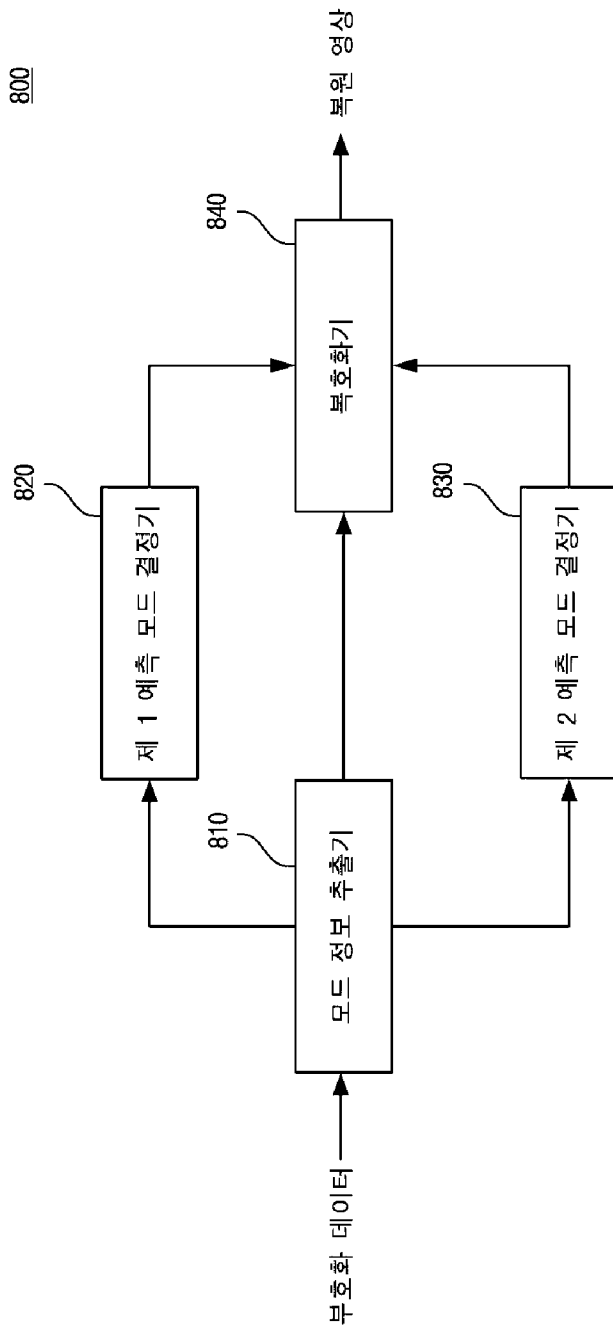 800
부호화 데이터
810
모드 정보 추출기
820
제 1 예측 모드 결정기
830
제 2 예측 모드 결정기
840
복호화기
복원 영상